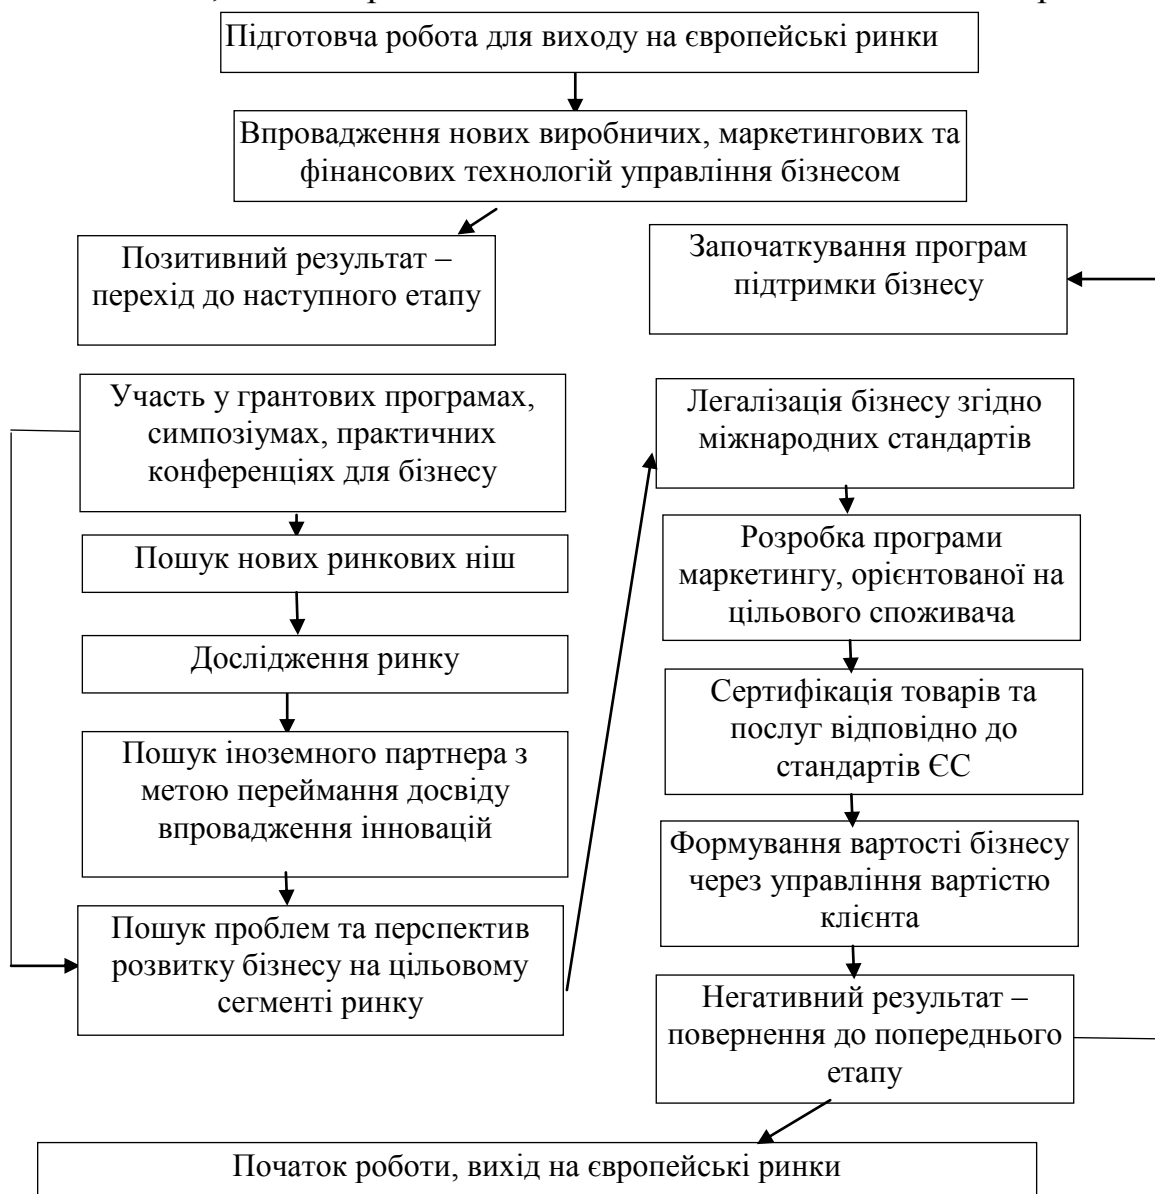 Підготовча робота для виходу на європейські ринки
Впровадження нових виробничих, маркетингових та
фінансових технологій управління бізнесом
Позитивний результат –
перехід до наступного етапу
Започаткування програм
підтримки бізнесу
Участь у грантових програмах,
симпозіумах, практичних
конференціях для бізнесу
Пошук нових ринкових ніш
Дослідження ринку
Пошук іноземного партнера з
метою переймання досвіду
впровадження інновацій
Пошук проблем та перспектив
розвитку бізнесу на цільовому
сегменті ринку
Легалізація бізнесу згідно
міжнародних стандартів
Розробка програми
маркетингу, орієнтованої на
цільового споживача
Сертифікація товарів та
послуг відповідно до
стандартів ЄС
Формування вартості бізнесу
через управління вартістю
клієнта
Негативний результат –
повернення до попереднього
етапу
Початок роботи, вихід на європейські ринки